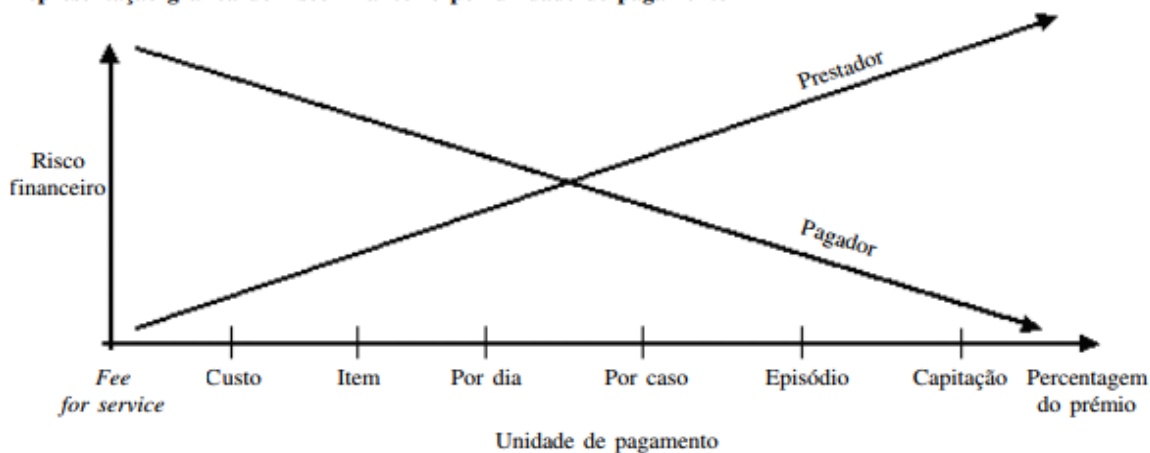 Prestador
Risco
financeiro
Pagador
Fee
for service
Custo
Item
Por dia
Por caso
Episódio
Capitação
Percentagem
do prémio
Unidade de pagamento